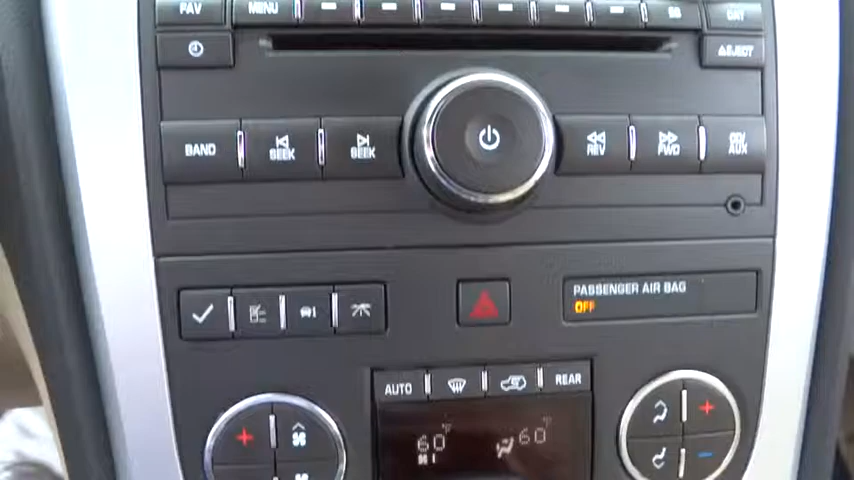 FAV MENU CAT
EJECT
BAND SEEK SEEK REV FWD CD/ AUX
PASSENGER AIR BAG
OFF
AUTO REAR
60°F 60°F